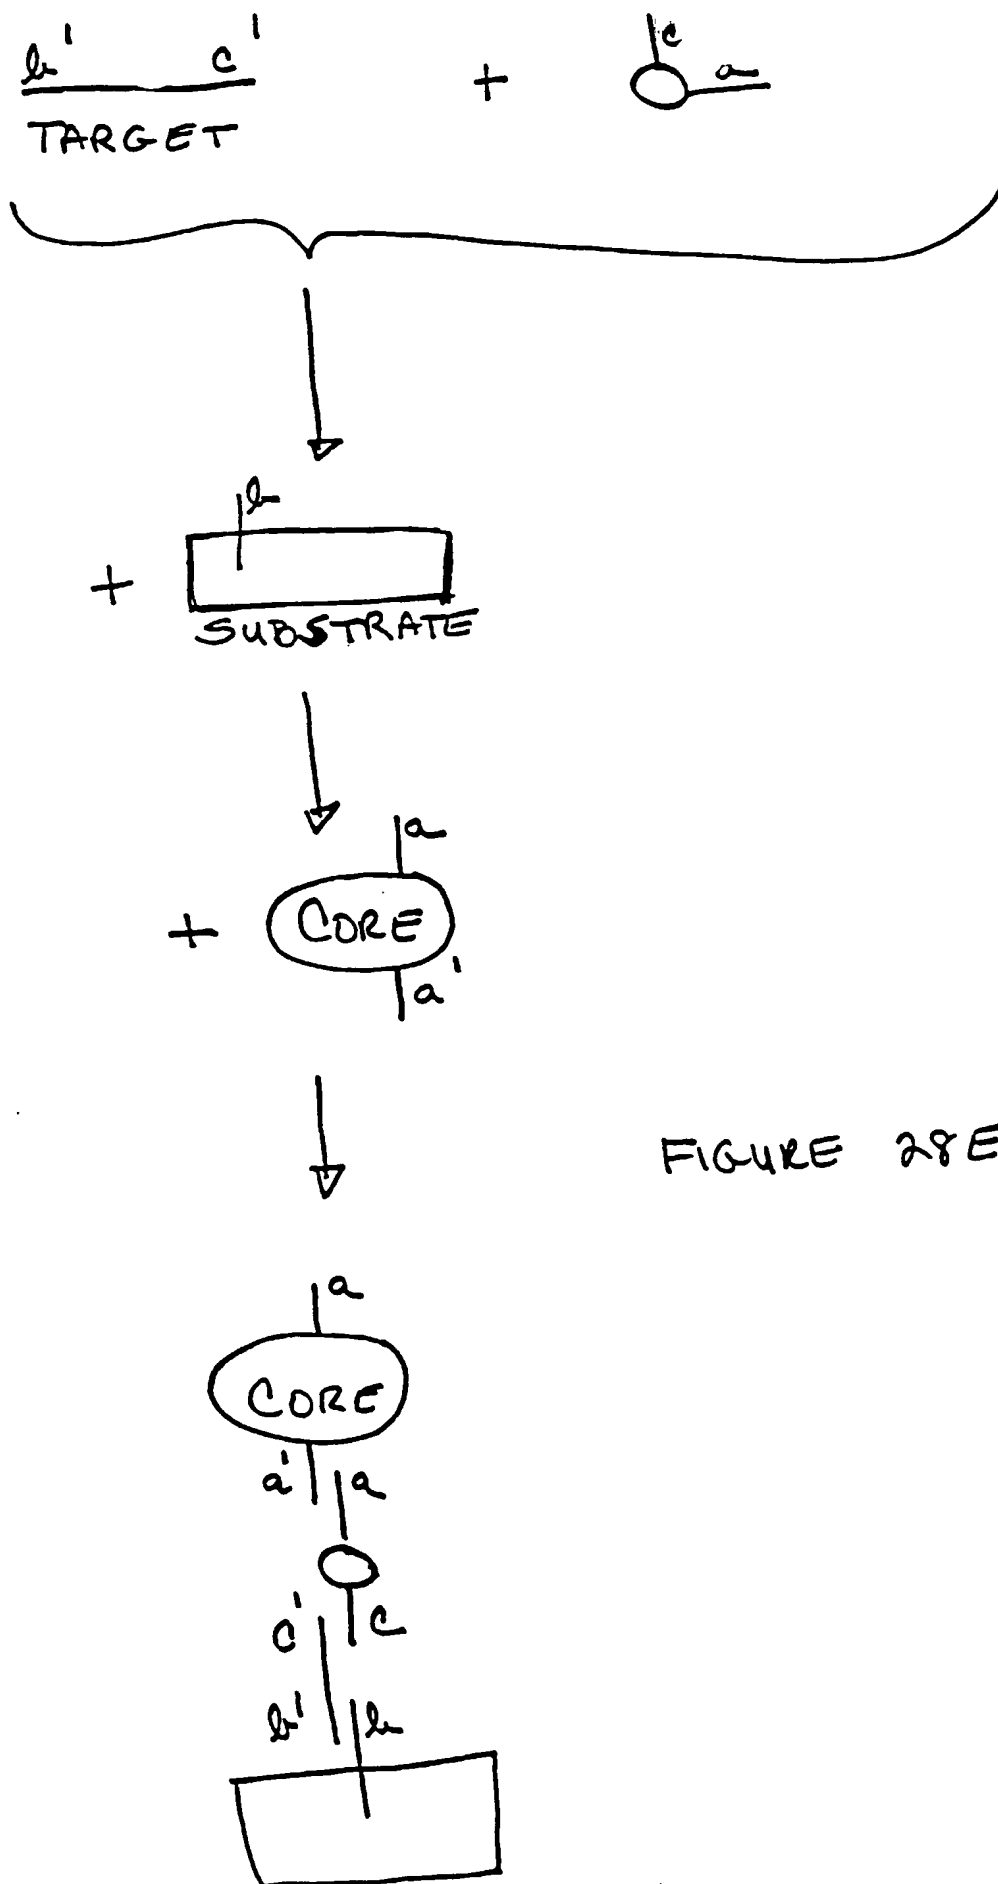 b' c' + c a
TARGET
b
+
SUBSTRATE
a
+ CORE
a'
FIGURE 28E
a
CORE
a' a
c' c
b' b